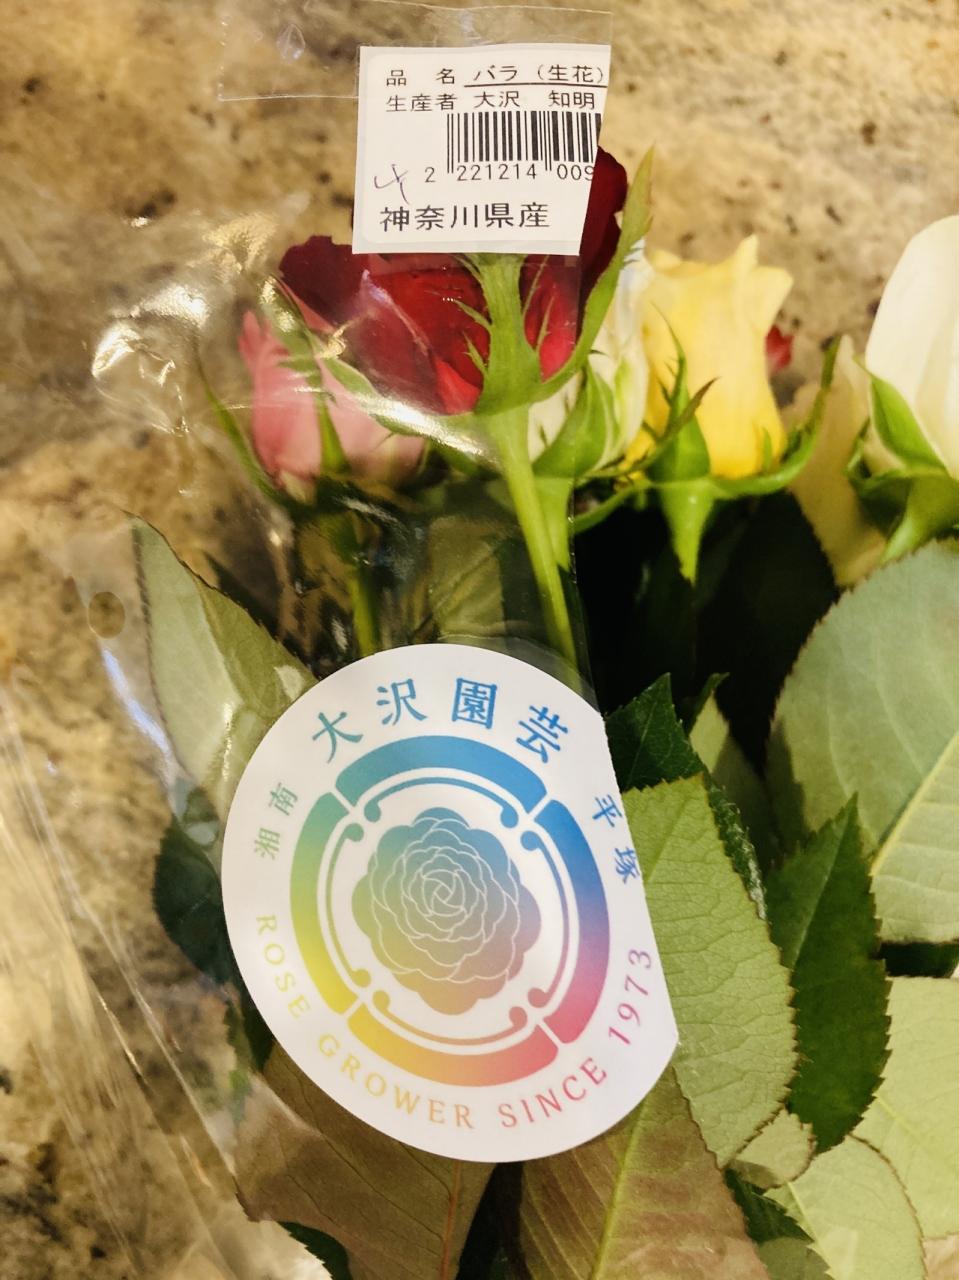 品 名 バラ（生花）
生産者 大沢 知明
2 221214 009
神奈川県産
大沢園芸
湘南
平塚
ROSE GROWER SINCE 1973